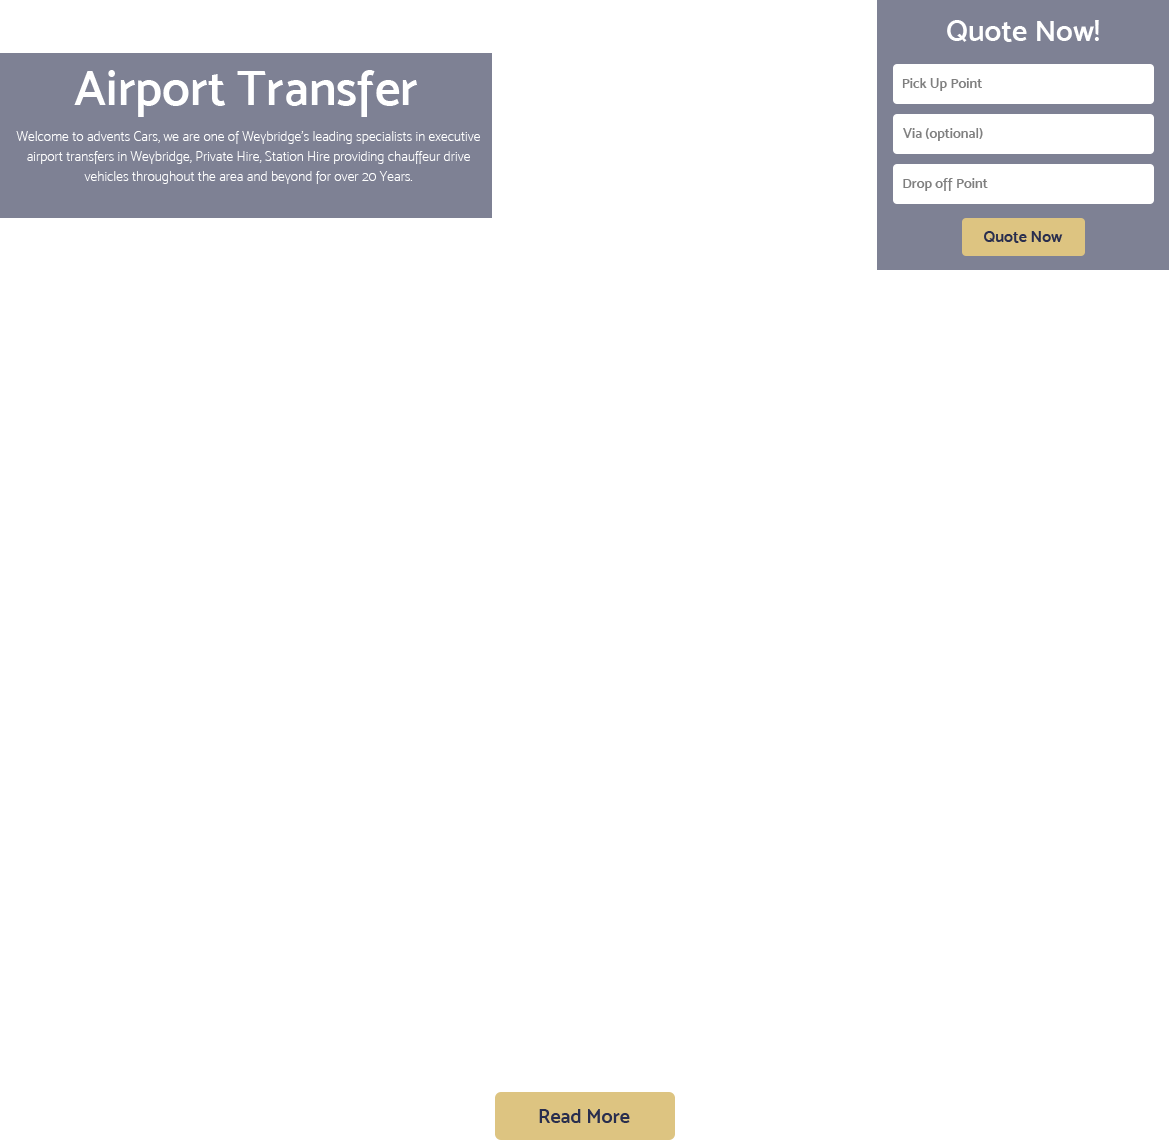 Airport Transfer
Welcome to advents Cars, we are one of Weybridge's leading specialists in executive
airport transfers in Weybridge, Private Hire, Station Hire providing chauffeur drive
vehicles throughout the area and beyond for over 20 Years.
Quote Now!
Pick Up Point
Via (optional)
Drop off Point
Quote Now
Read More